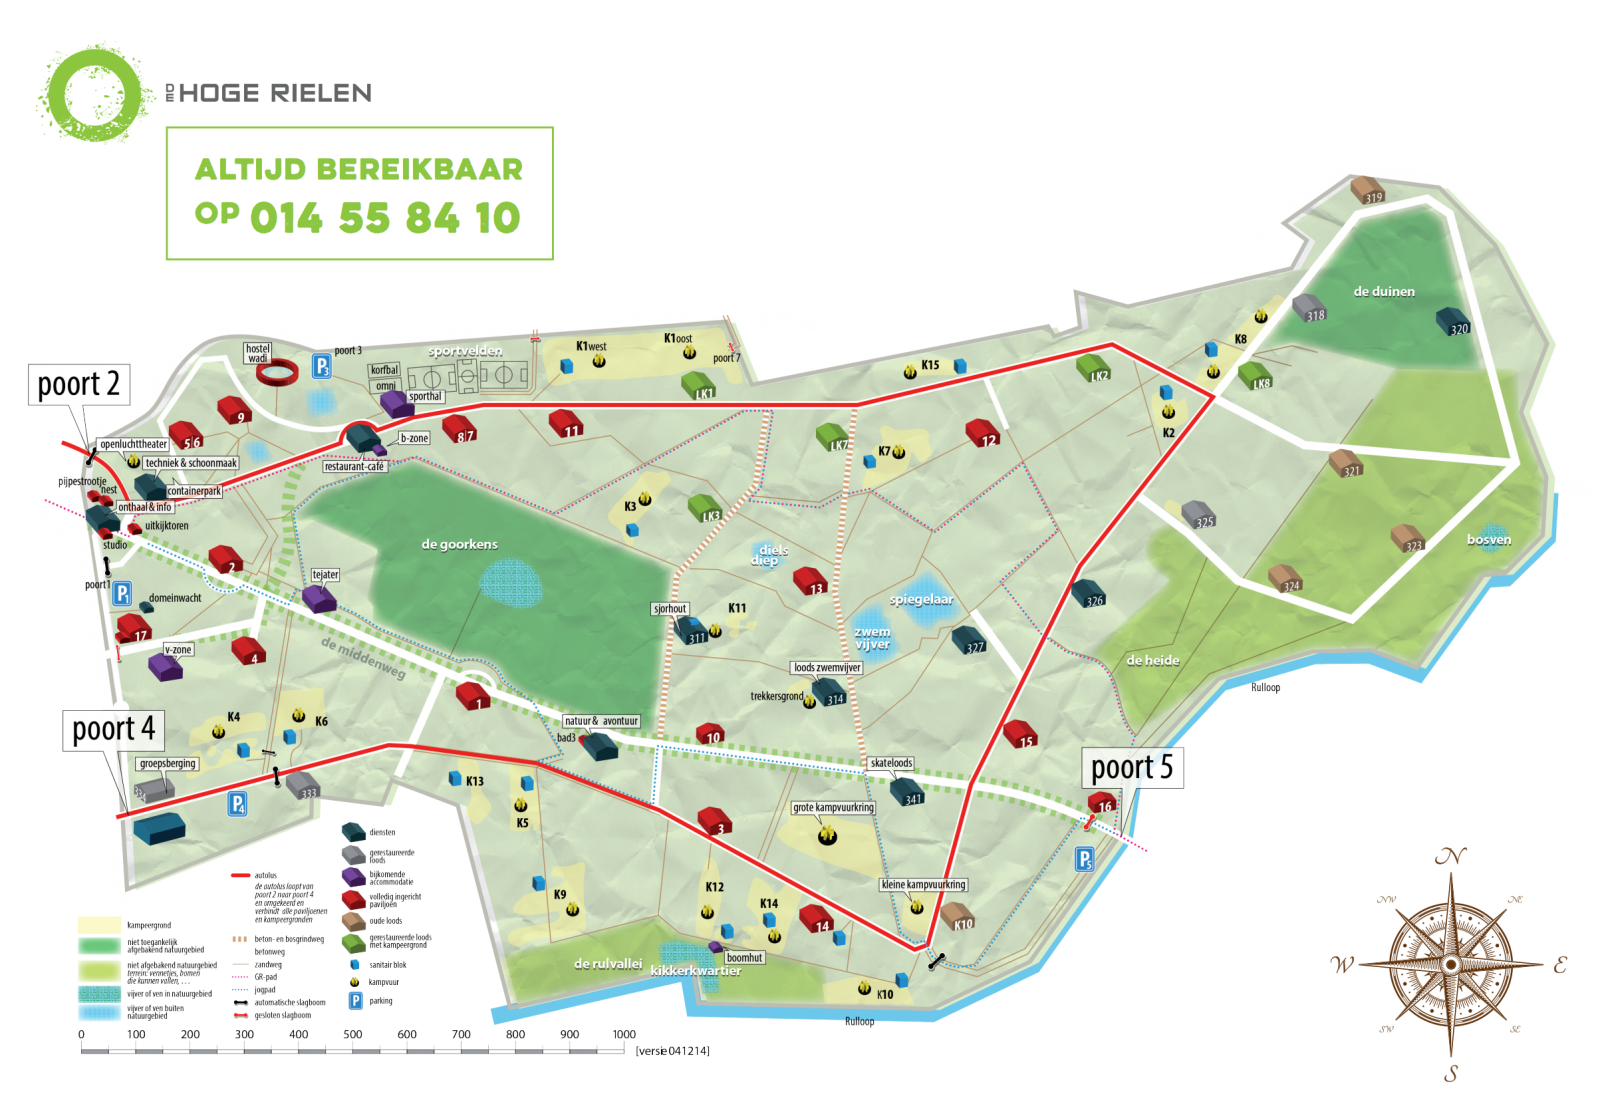 DE HOGE RIELEN
ALTIJD BEREIKBAAR
OP 014 55 84 10
319
de duinen
318
320
K8
LK8
hostel
wadi
P3
poort 3
sportvelden
korfbal
omni
sporthal
K1west
K1oost
poort 7
LK1
K15
LK2
K2
poort 2
9
5|6
openluchttheater
techniek & schoonmaak
containerpark
pijpestrootje
nest
onthaal & info
uitkijktoren
studio
poort1
P1
domeinwacht
17
b-zone
restaurant-café
8|7
11
LK7
K7
12
321
325
323
bosven
324
K3
LK3
de goorkens
diels
diep
2
tejater
13
spiegelaar
zwem
vijver
326
327
sjorhout
311
K11
de heide
Rulloop
v-zone
4
de middenweg
loods zwemvijver
trekkersgrond
314
1
poort 4
K4
K6
natuur & avontuur
bad3
10
15
poort 5
groepsberging
334
P4
333
K13
K5
skateloods
341
16
P5
3
grote kampvuurkring
kleine kampvuurkring
K10
K9
K12
K14
14
boomhut
de rulvallei
kikkerkwartier
K10
Rulloop
kampeergrond
niet toegankelijk
afgebakend natuurgebied
niet afgebakend natuurgebied
terrein: vennetjes, bomen
die kunnen vallen, . . .
vijver of ven in natuurgebied
vijver of ven buiten
natuurgebied
autolus
de autolus loopt van
poort 2 naar poort 4
en omgekeerd en
verbindt alle paviljoenen
en kampeergronden
beton- en bosgrindweg
betonweg
zandweg
GR-pad
jogpad
automatische slagboom
gesloten slagboom
diensten
gerestaureerde
loods
bijkomende
accommodatie
volledig ingericht
paviljoen
oude loods
gerestaureerde loods
met kampeergrond
sanitair blok
kampvuur
P parking
0 100 200 300 400 500 600 700 800 900 1000
[versie 041214]
N
NW
NE
W
E
SW
SE
S